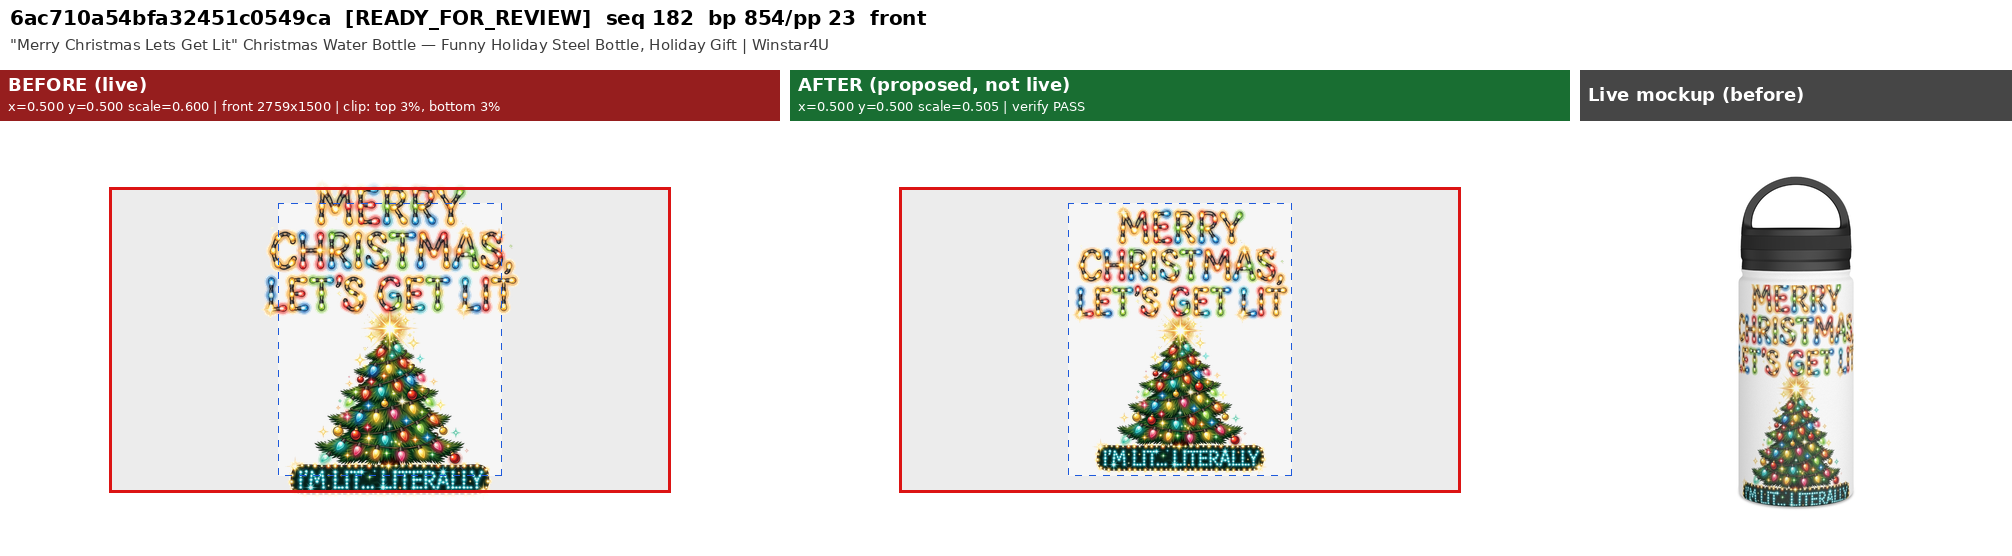 6ac710a54bfa32451c0549ca [READY_FOR_REVIEW] seq 182 bp 854/pp 23 front
"Merry Christmas Lets Get Lit" Christmas Water Bottle — Funny Holiday Steel Bottle, Holiday Gift | Winstar4U
BEFORE (live)
x=0.500 y=0.500 scale=0.600 | front 2759x1500 | clip: top 3%, bottom 3%
AFTER (proposed, not live)
x=0.500 y=0.500 scale=0.505 | verify PASS
Live mockup (before)
MERRY
CHRISTMAS,
LET'S GET LIT
I'M LIT... LITERALLY
MERRY
CHRISTMAS,
LET'S GET LIT
I'M LIT... LITERALLY
MERRY
CHRISTMAS
LET'S GET LIT
I'M LIT... LITERALLY